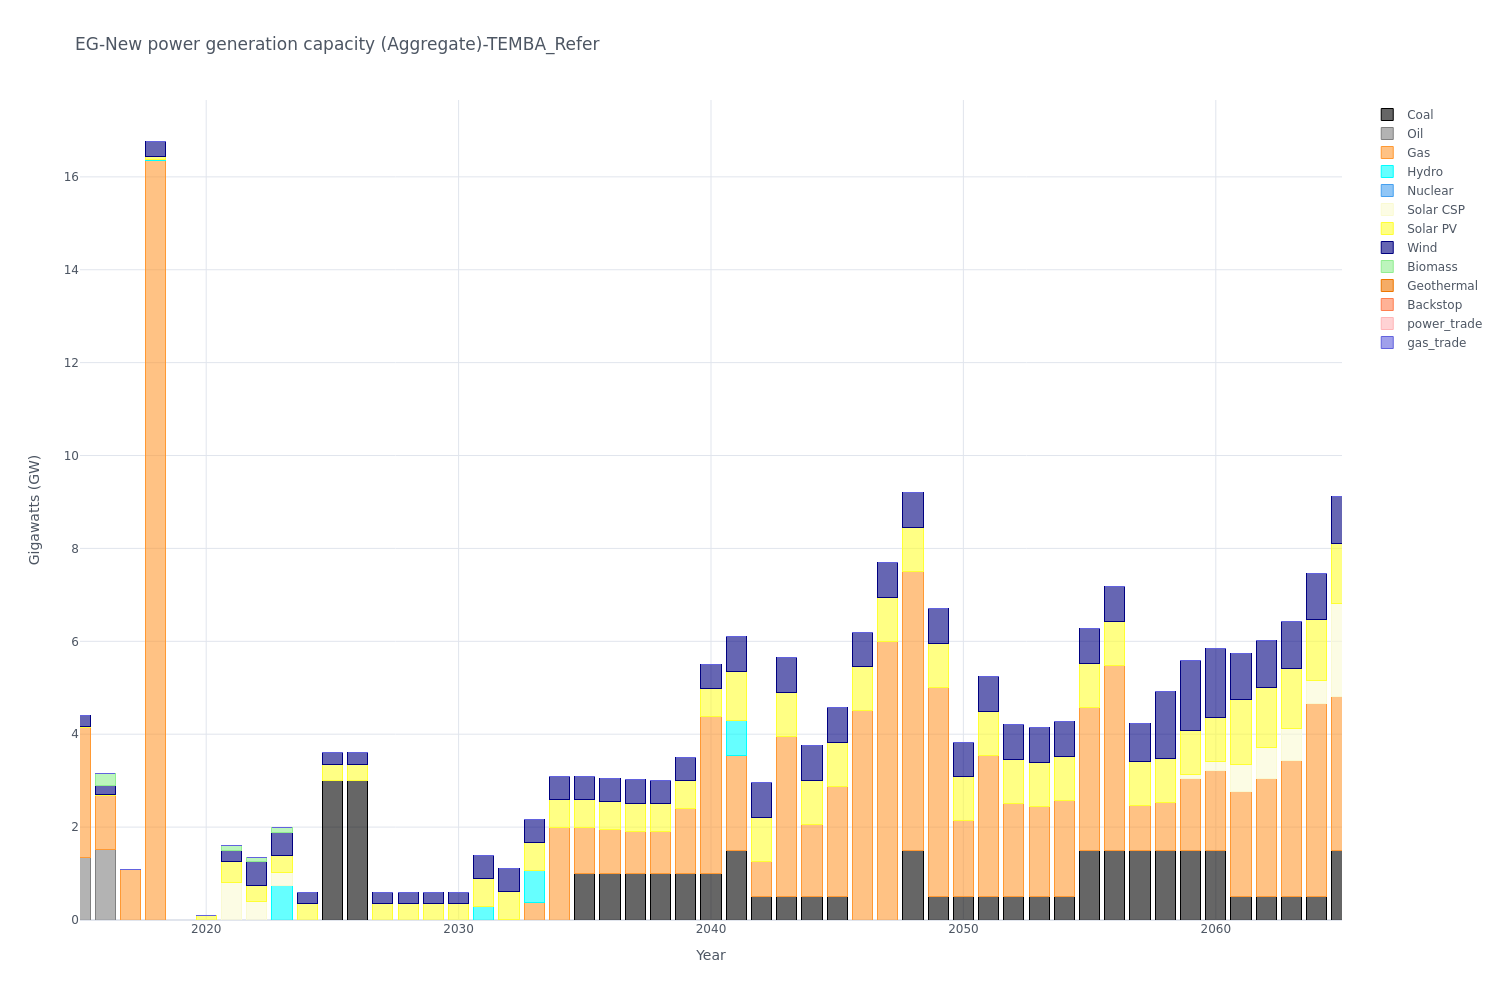 EG-New power generation capacity (Aggregate)-TEMBA_Refer
Coal
Oil
Gas
Hydro
Nuclear
Solar CSP
Solar PV
Wind
Biomass
Geothermal
Backstop
power_trade
gas_trade
Gigawatts (GW)
16
14
12
10
8
6
4
2
0
2020
2030
2040
2050
2060
Year